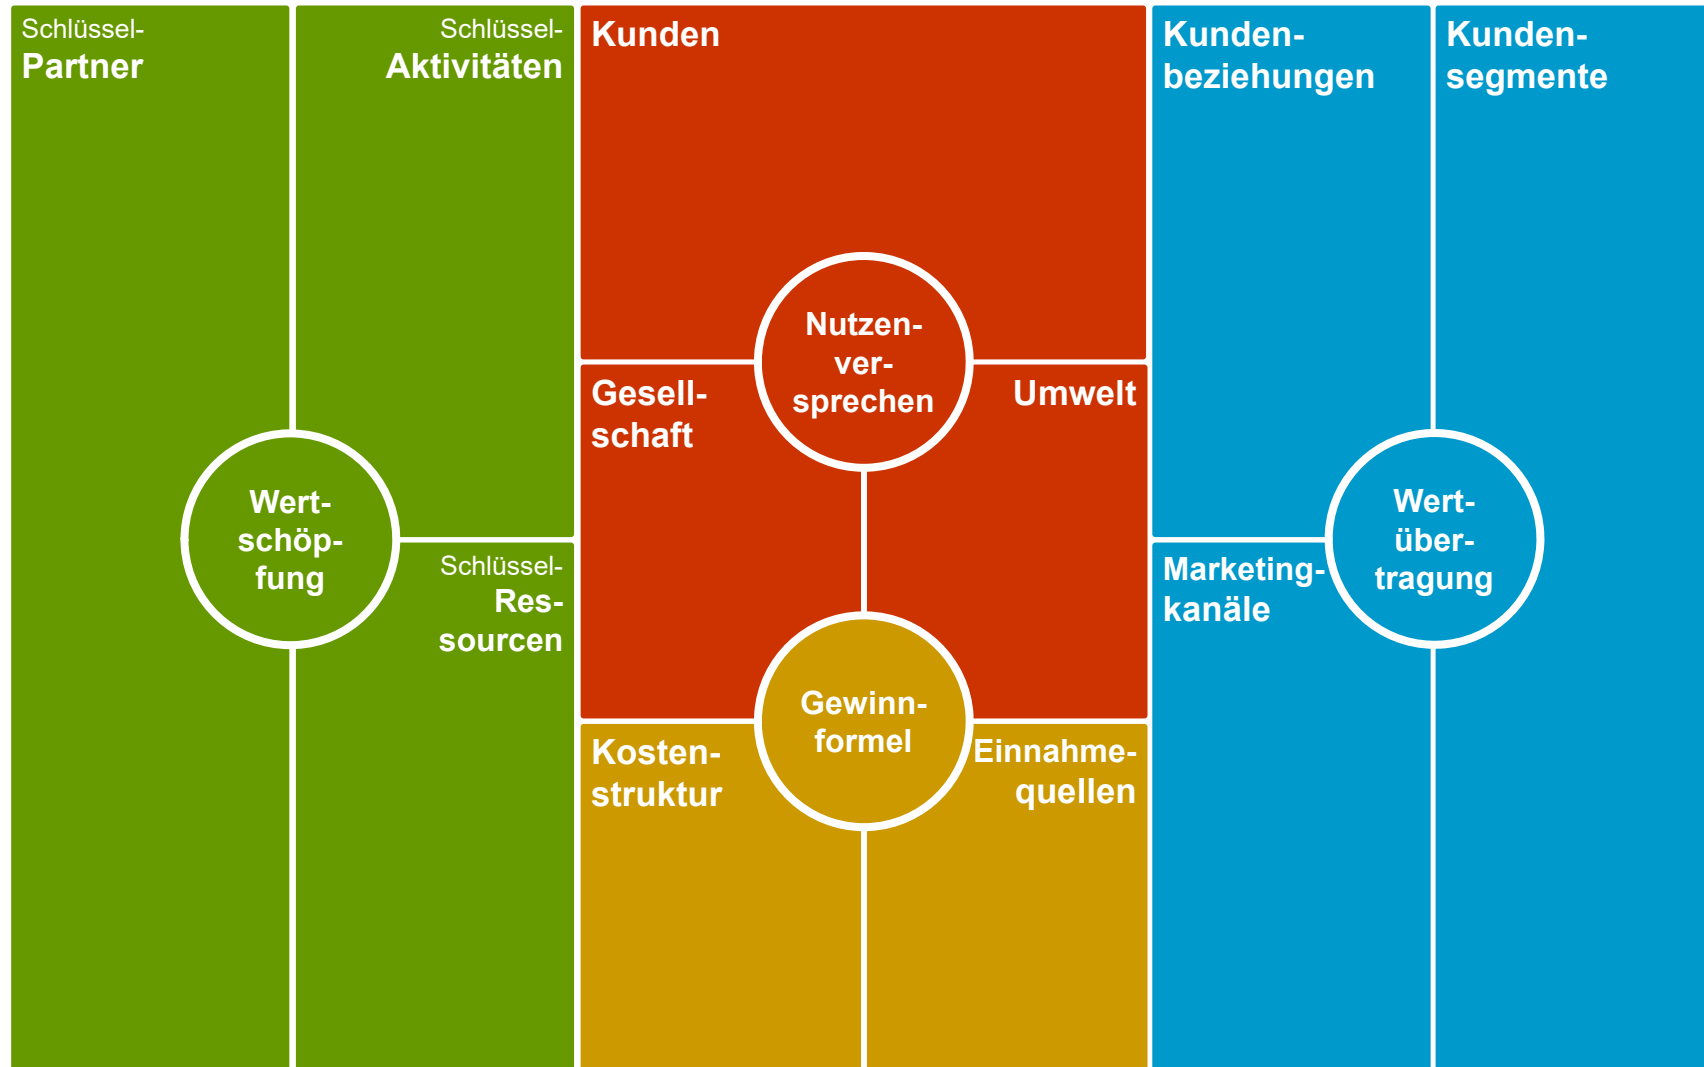 Schlüssel-
Partner
Schlüssel-
Aktivitäten
Schlüssel-
Res-
sourcen
Wert-
schöp-
fung
Kunden
Nutzen-
ver-
sprechen
Gesell-
schaft
Umwelt
Gewinn-
formel
Kosten-
struktur
Einnahme-
quellen
Kunden-
beziehungen
Kunden-
segmente
Marketing-
kanäle
Wert-
über-
tragung